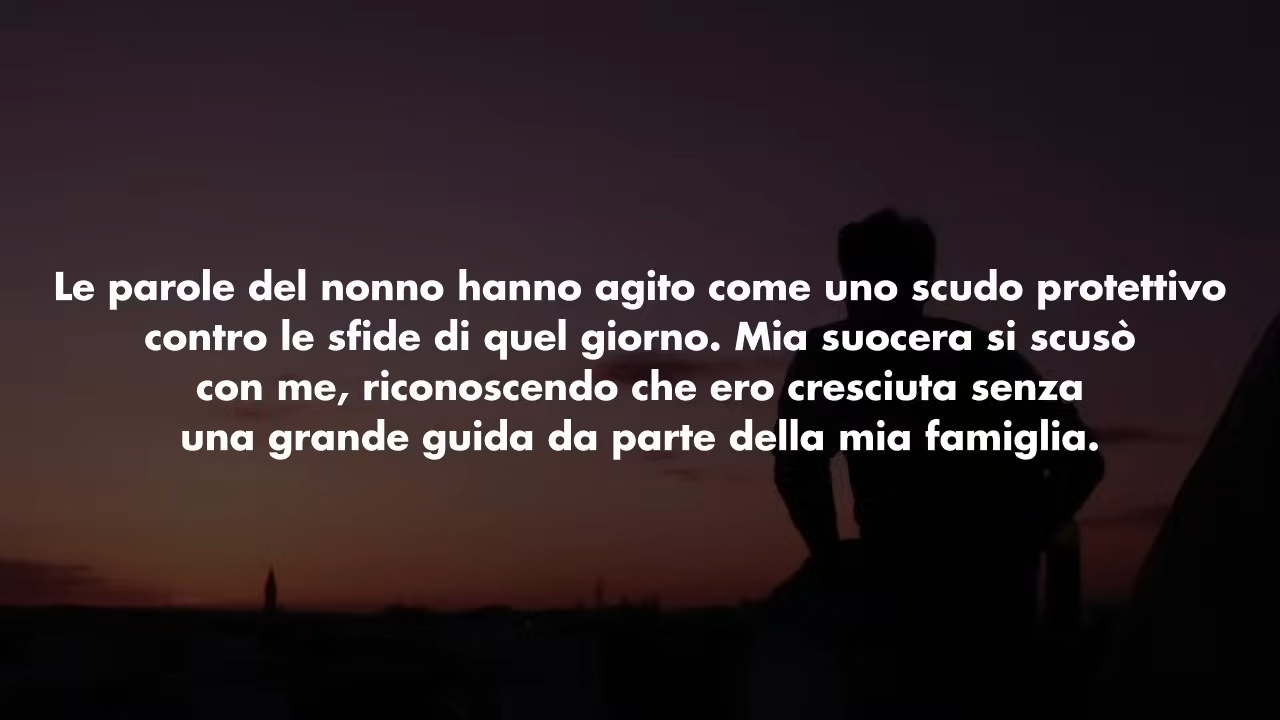 Le parole del nonno hanno agito come uno scudo protettivo
contro le sfide di quel giorno. Mia suocera si scusò
con me, riconoscendo che ero cresciuta senza
una grande guida da parte della mia famiglia.